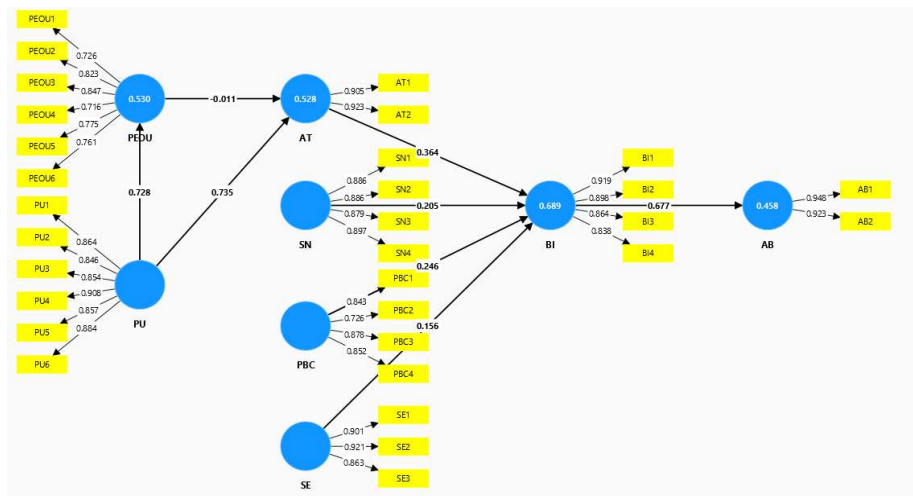 PEOU1
PEOU2
PEOU3
PEOU4
PEOU5
PEOU6
0.726
0.823
0.847
0.716
0.775
0.761
0.530
PEOU
-0.011
0.528
AT
0.905
0.923
AT1
AT2
0.728
0.735
0.364
PU1
PU2
PU3
PU4
PU5
PU6
0.864
0.846
0.854
0.908
0.857
0.884
PU
SN
0.886
0.886
0.879
0.897
SN1
SN2
SN3
SN4
0.205
0.246
0.156
PBC
0.843
0.726
0.878
0.852
PBC1
PBC2
PBC3
PBC4
SE
0.901
0.921
0.863
SE1
SE2
SE3
0.689
BI
0.919
0.898
0.864
0.838
BI1
BI2
BI3
BI4
0.677
0.458
AB
0.948
0.923
AB1
AB2